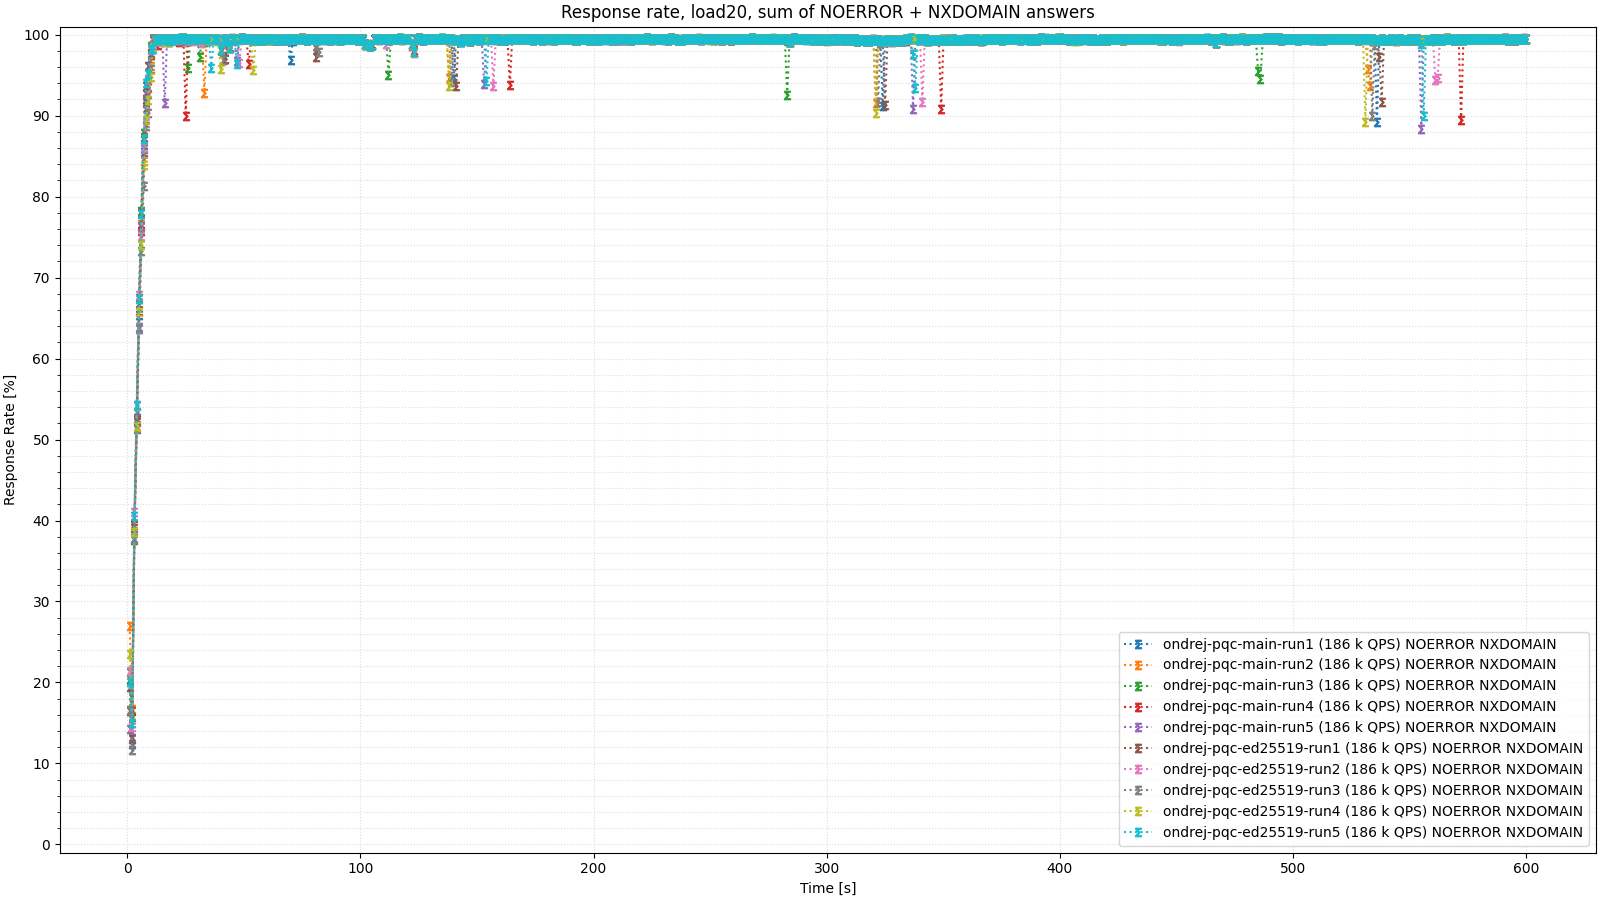 Response rate, load20, sum of NOERROR + NXDOMAIN answers
100
90
80
70
60
50
40
30
20
10
0
Response Rate [%]
0 100 200 300 400 500 600
Time [s]
ondrej-pqc-main-run1 (186 k QPS) NOERROR NXDOMAIN
ondrej-pqc-main-run2 (186 k QPS) NOERROR NXDOMAIN
ondrej-pqc-main-run3 (186 k QPS) NOERROR NXDOMAIN
ondrej-pqc-main-run4 (186 k QPS) NOERROR NXDOMAIN
ondrej-pqc-main-run5 (186 k QPS) NOERROR NXDOMAIN
ondrej-pqc-ed25519-run1 (186 k QPS) NOERROR NXDOMAIN
ondrej-pqc-ed25519-run2 (186 k QPS) NOERROR NXDOMAIN
ondrej-pqc-ed25519-run3 (186 k QPS) NOERROR NXDOMAIN
ondrej-pqc-ed25519-run4 (186 k QPS) NOERROR NXDOMAIN
ondrej-pqc-ed25519-run5 (186 k QPS) NOERROR NXDOMAIN